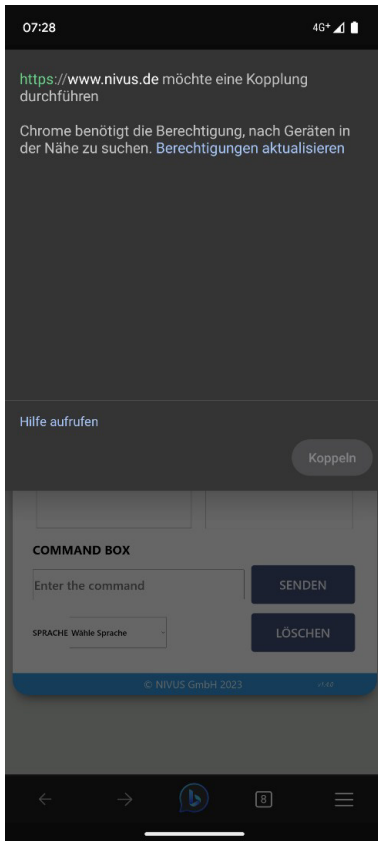 07:28
4G+
https://www.nivus.de möchte eine Kopplung
durchführen
Chrome benötigt die Berechtigung, nach Geräten in
der Nähe zu suchen. Berechtigungen aktualisieren
Hilfe aufrufen
Koppeln
COMMAND BOX
Enter the command
SENDEN
SPRACHE Wähle Sprache
LÖSCHEN
© NIVUS GmbH 2023
8